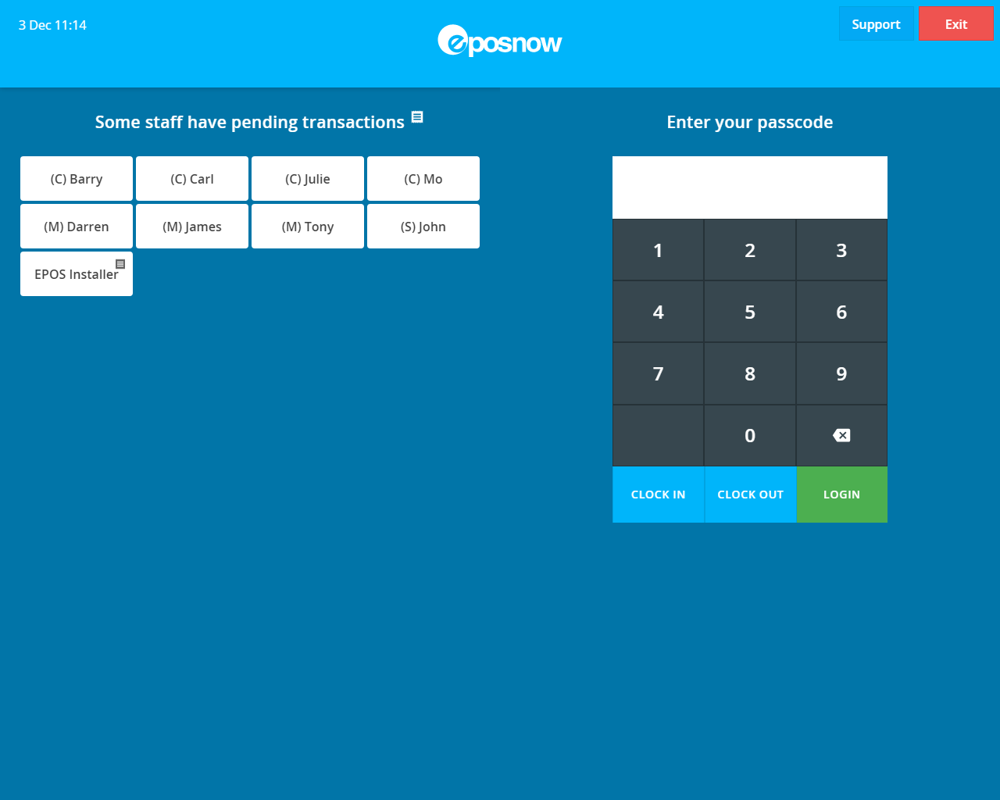 3 Dec 11:14
eposnow
Support
Exit
Some staff have pending transactions
(C) Barry
(C) Carl
(C) Julie
(C) Mo
(M) Darren
(M) James
(M) Tony
(S) John
EPOS Installer
Enter your passcode
1
2
3
4
5
6
7
8
9
0
CLOCK IN
CLOCK OUT
LOGIN